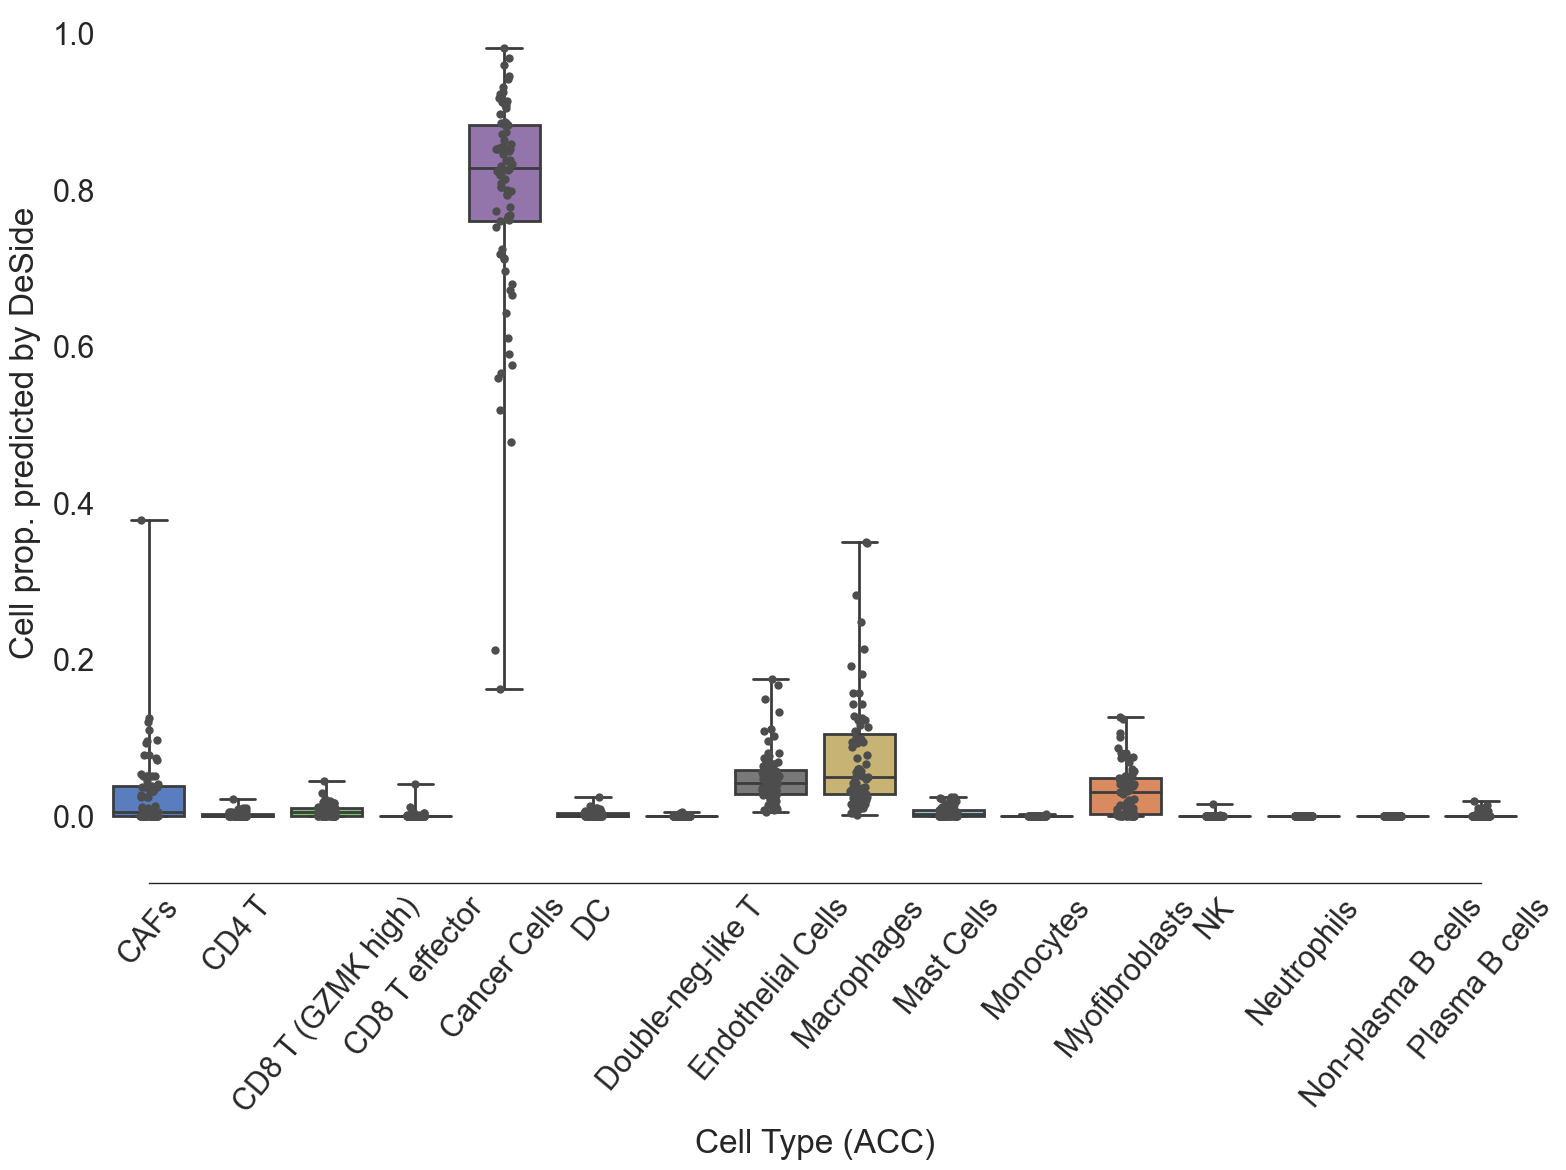 Cell prop. predicted by DeSide
1.0
0.8
0.6
0.4
0.2
0.0
CAFs
CD4 T
CD8 T (GZMK high)
CD8 T effector
Cancer Cells
DC
Double-neg-like T
Endothelial Cells
Macrophages
Mast Cells
Monocytes
Myofibroblasts
NK
Neutrophils
Non-plasma B cells
Plasma B cells
Cell Type (ACC)